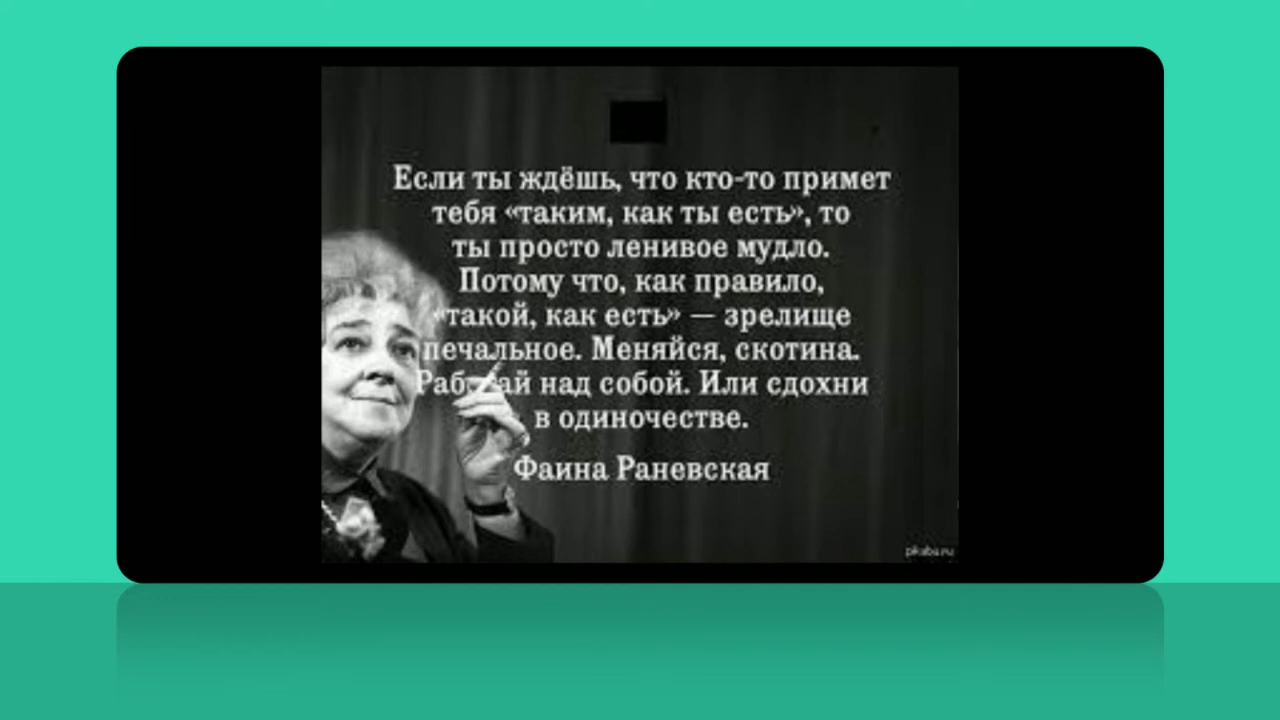 Если ты ждёшь, что кто-то примет
тебя «таким, как ты есть», то
ты просто ленивое мудло.
Потому что, как правило,
«такой, как есть» — зрелище
печальное. Меняйся, скотина.
над собой. Или сдохни
в одиночестве.
Фаина Раневская
pikabu.ru